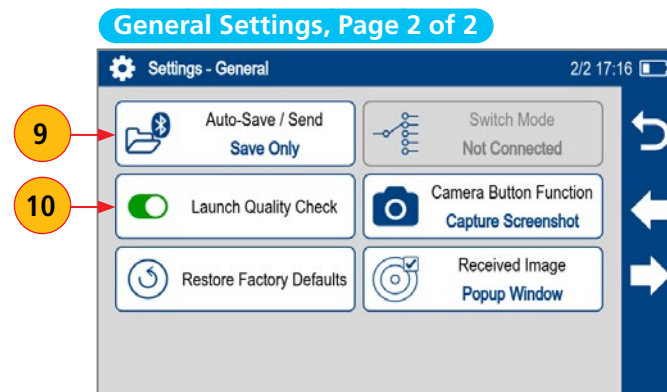 General Settings, Page 2 of 2
Settings - General
2/2 17:16
9
Auto-Save / Send
Save Only
Switch Mode
Not Connected
10
Launch Quality Check
Camera Button Function
Capture Screenshot
Restore Factory Defaults
Received Image
Popup Window